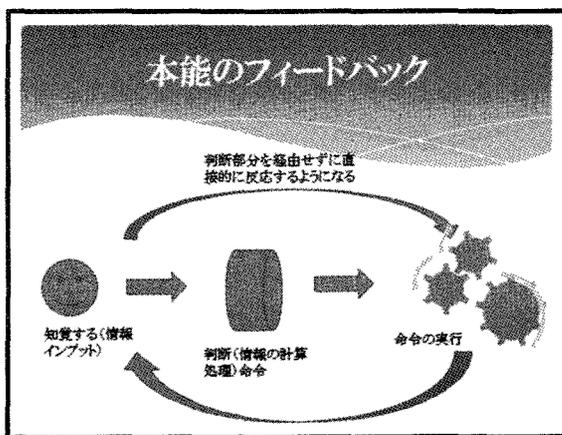 本能のフィードバック
判断部分を経由せずに直
接的に反応するようになる
知覚する(情報
インプット)
判断(情報の計算
処理)命令
命令の実行